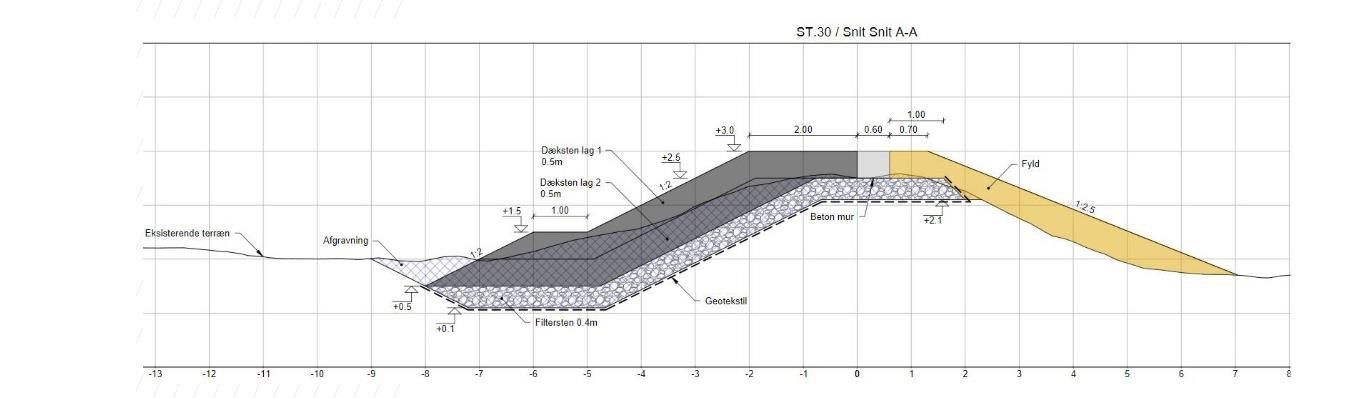 ST.30 / Snit Snit A-A
1.00
+3.0
2.00
0.60
0.70
Dæksten lag 1
0.5m
+2.5
Fyld
Dæksten lag 2
0.5m
1:2
+1.5
1.00
1:2.5
+2.1
Beton mur
Eksisterende terræn
Afgravning
1:2
+0.5
Geotekstil
+0.1
Filtersten 0.4m
-13 -12 -11 -10 -9 -8 -7 -6 -5 -4 -3 -2 -1 0 1 2 3 4 5 6 7 8